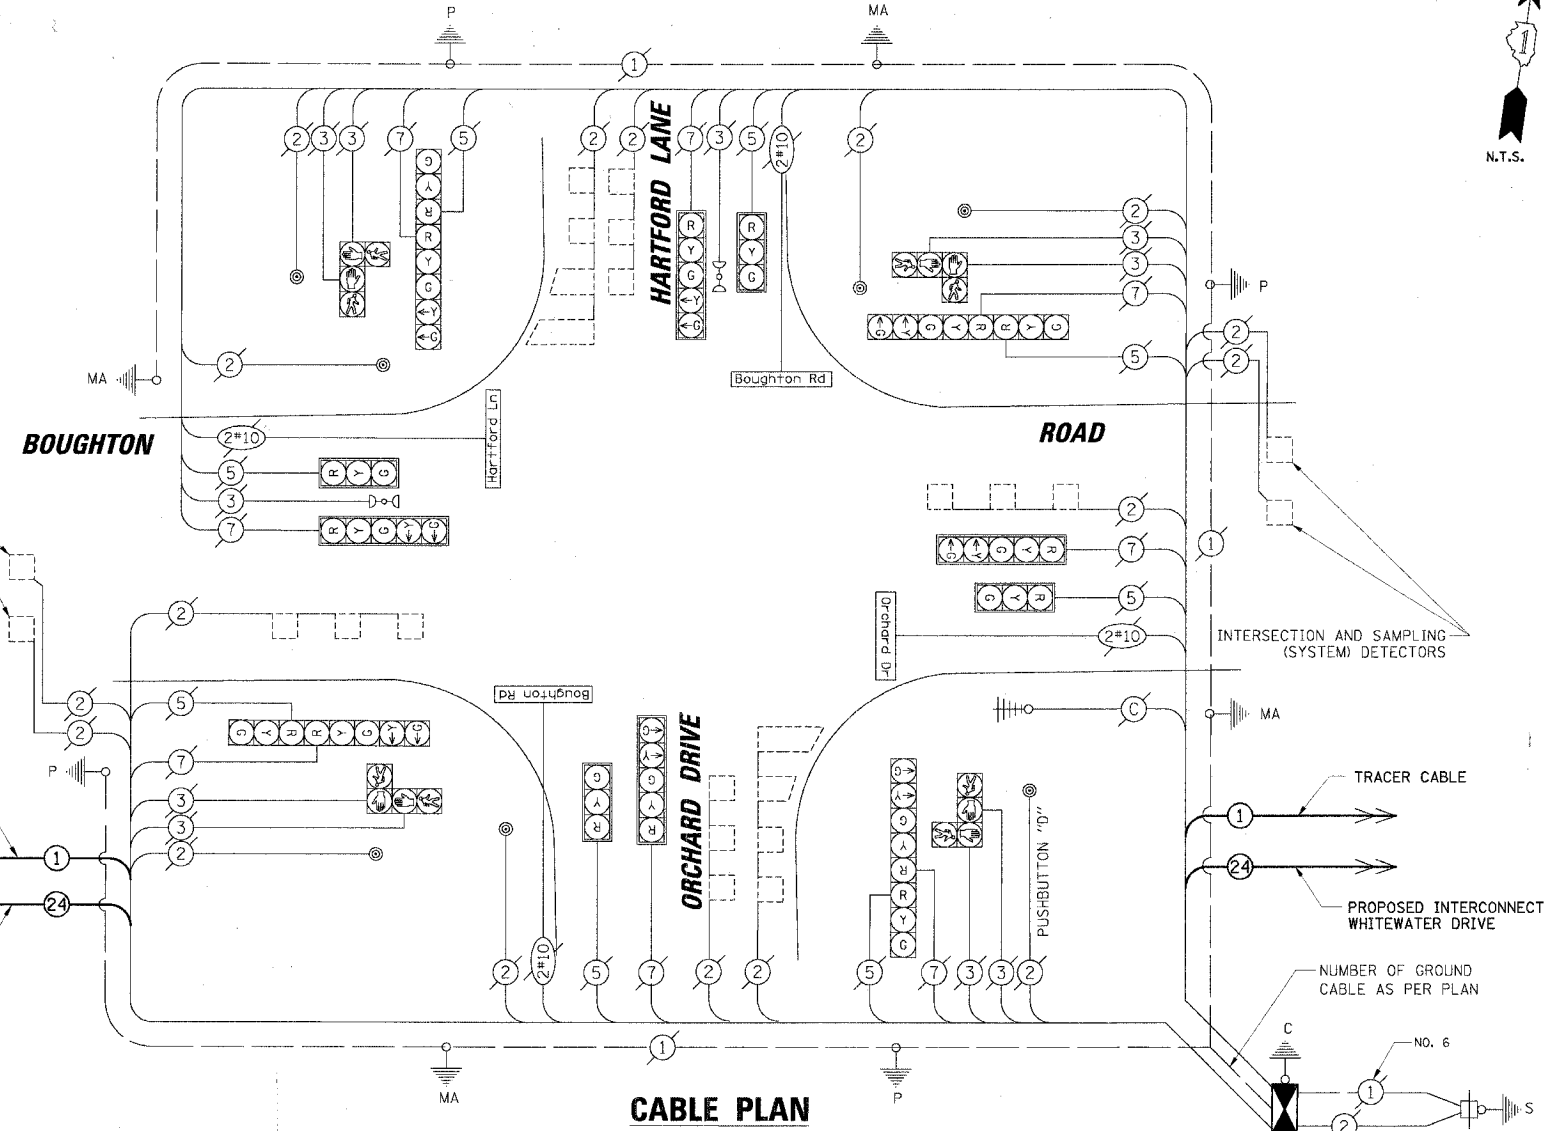 P
MA
1
1
N.T.S.
2
3
3
7
5
2
2
7
3
5
2#10
2
HARTFORD LANE
G
Y
R
R
Y
G
←Y
←G
R
Y
G
←Y
←G
R
Y
G
2
3
3
7
5
G Y G Y R R Y G
2
2
P
MA
2
Boughton Rd
Hartford Ln
BOUGHTON
ROAD
2#10
5
R Y G
3
7
R Y G Y G
2
7
G Y G Y R
5
G Y R
1
Orchard Dr
2#10
INTERSECTION AND SAMPLING
(SYSTEM) DETECTORS
2
2
2
5
G Y R R Y G Y G
7
3
3
2
P
Boughton Rd
ORCHARD DRIVE
G
Y
R
G
Y
G
Y
R
C
MA
G
Y
G
Y
R
R
Y
G
PUSHBUTTON "D"
TRACER CABLE
1
1
24
24
PROPOSED INTERCONNECT
WHITEWATER DRIVE
2
2#10
5
7
2
2
5
7
3
3
2
NUMBER OF GROUND
CABLE AS PER PLAN
1
MA
P
C
NO. 6
1
2
S
CABLE PLAN